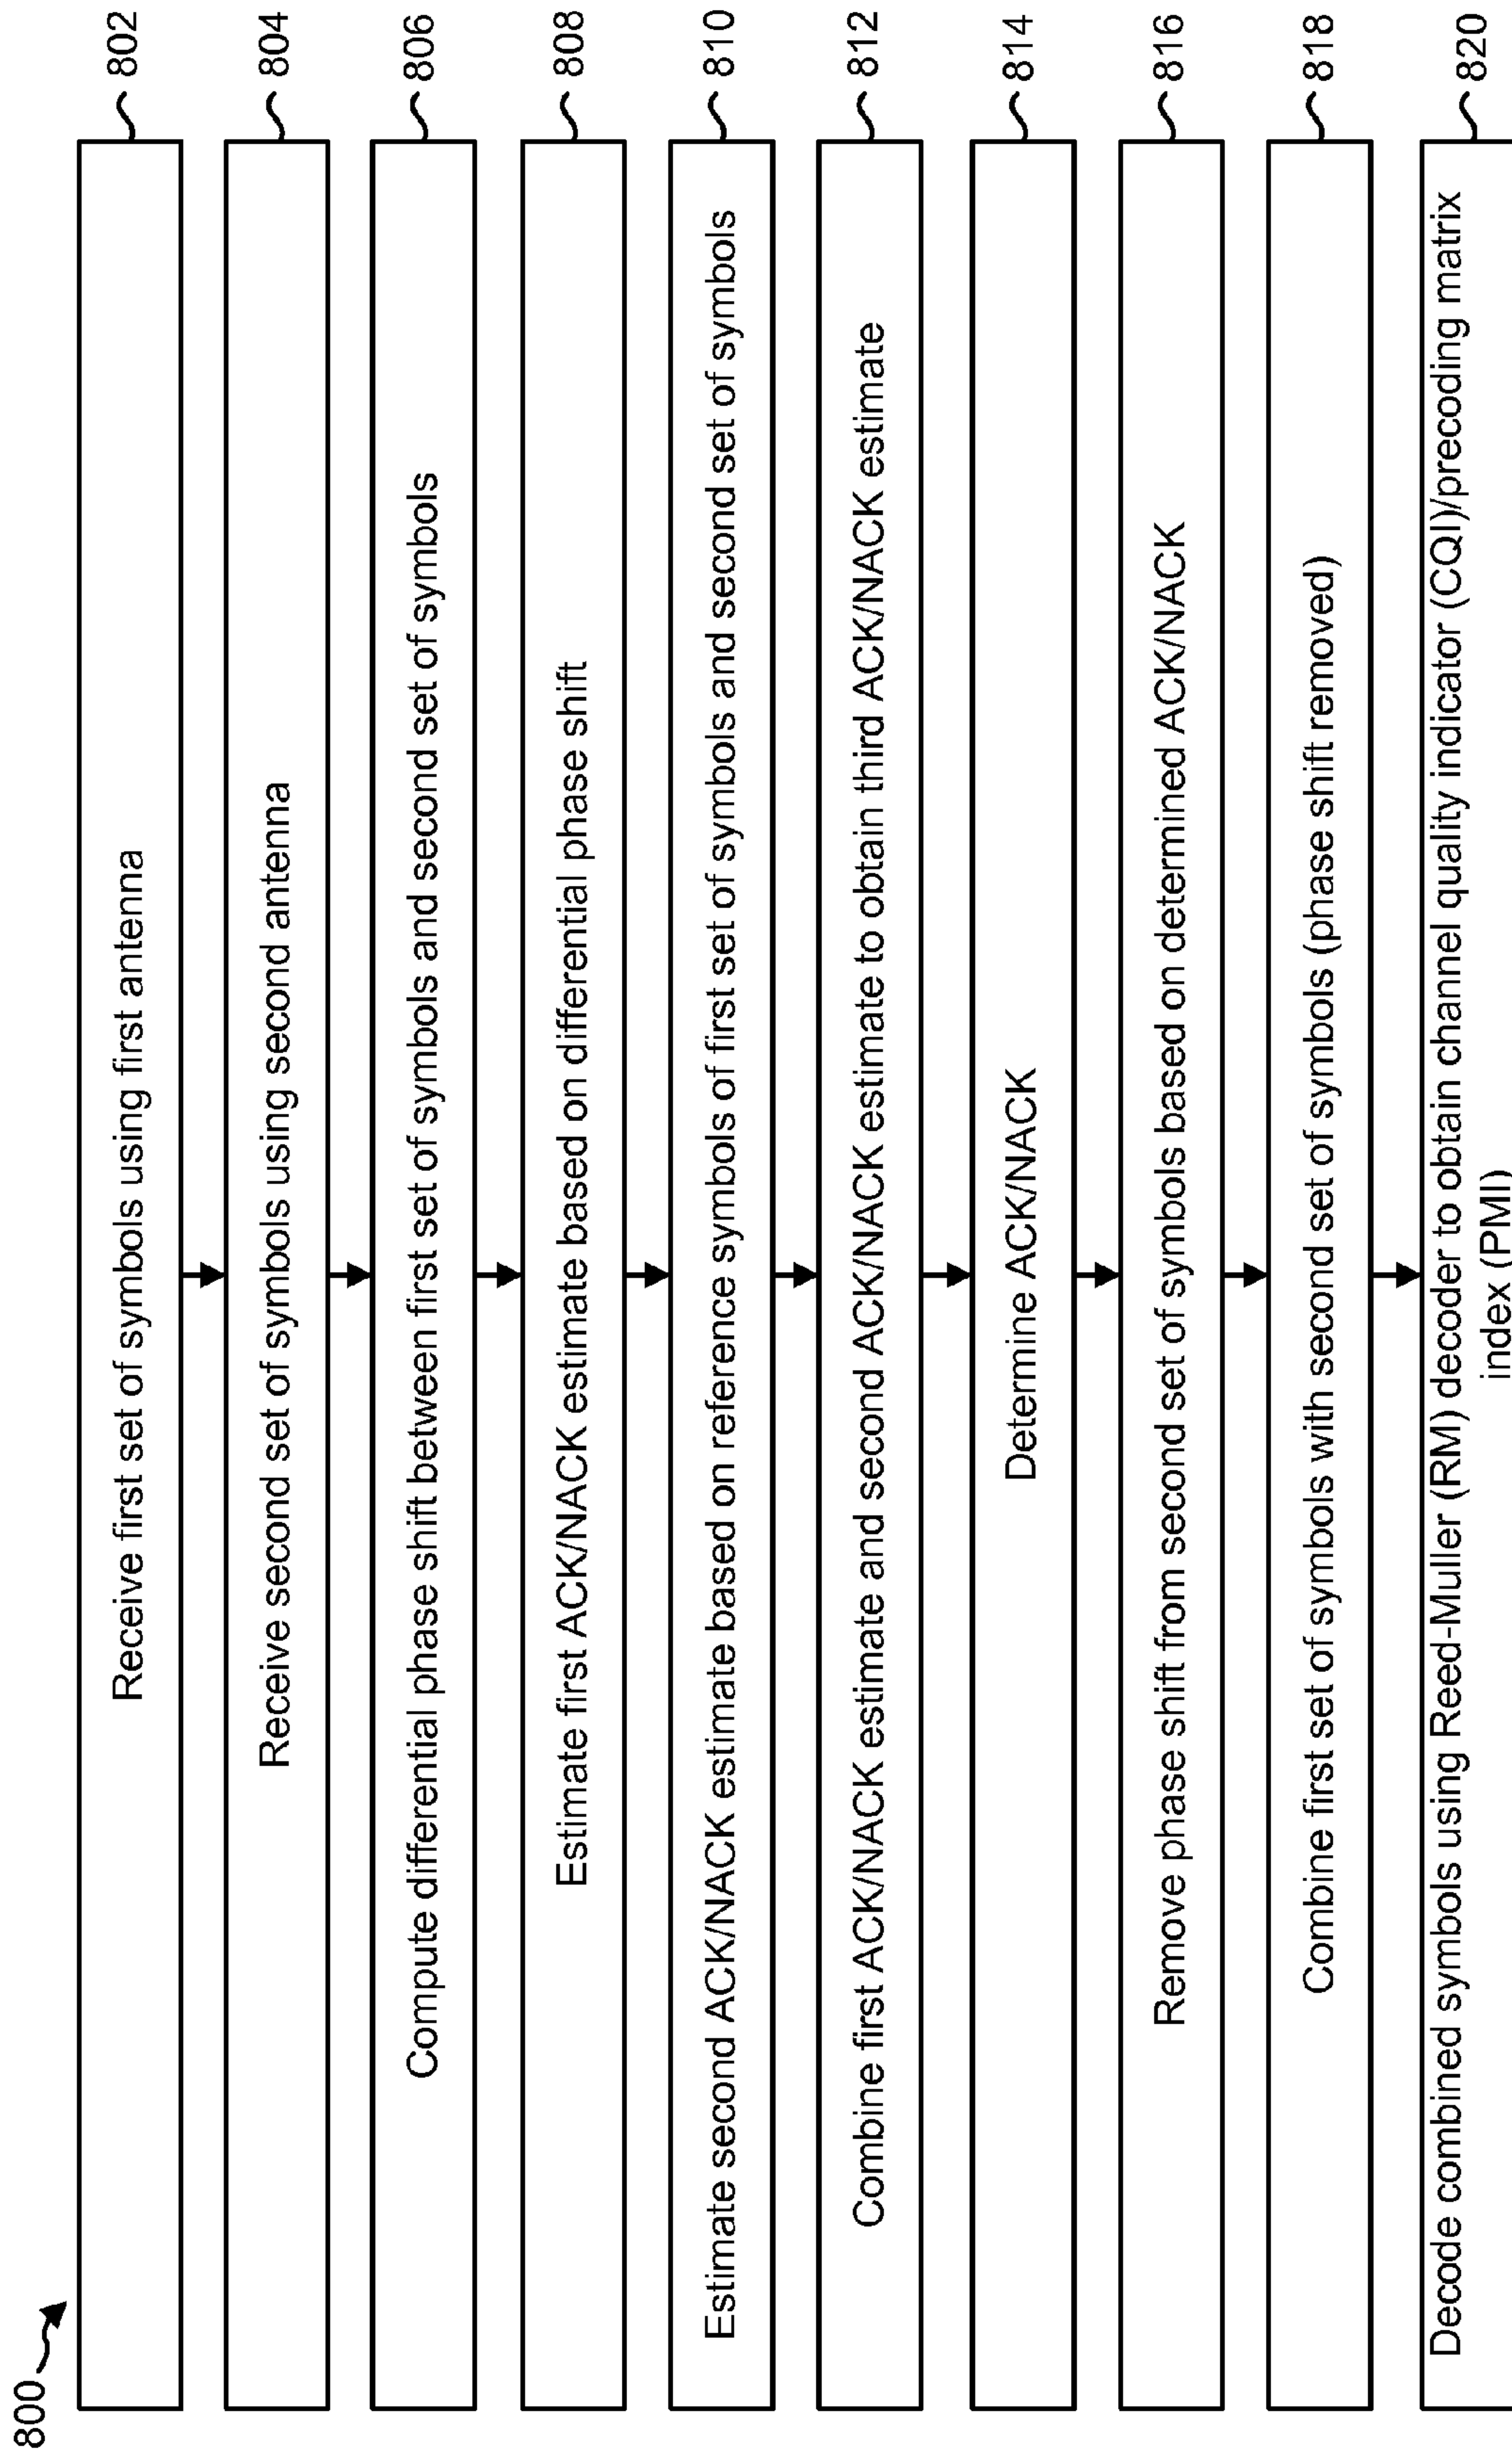 800
Receive first set of symbols using first antenna
802
Receive second set of symbols using second antenna
804
Compute differential phase shift between first set of symbols and second set of symbols
806
Estimate first ACK/NACK estimate based on differential phase shift
808
Estimate second ACK/NACK estimate based on reference symbols of first set of symbols and second set of symbols
810
Combine first ACK/NACK estimate and second ACK/NACK estimate to obtain third ACK/NACK estimate
812
Determine ACK/NACK
814
Remove phase shift from second set of symbols based on determined ACK/NACK
816
Combine first set of symbols with second set of symbols (phase shift removed)
818
Decode combined symbols using Reed-Muller (RM) decoder to obtain channel quality indicator (CQI)/precoding matrix
index (PMI)
820